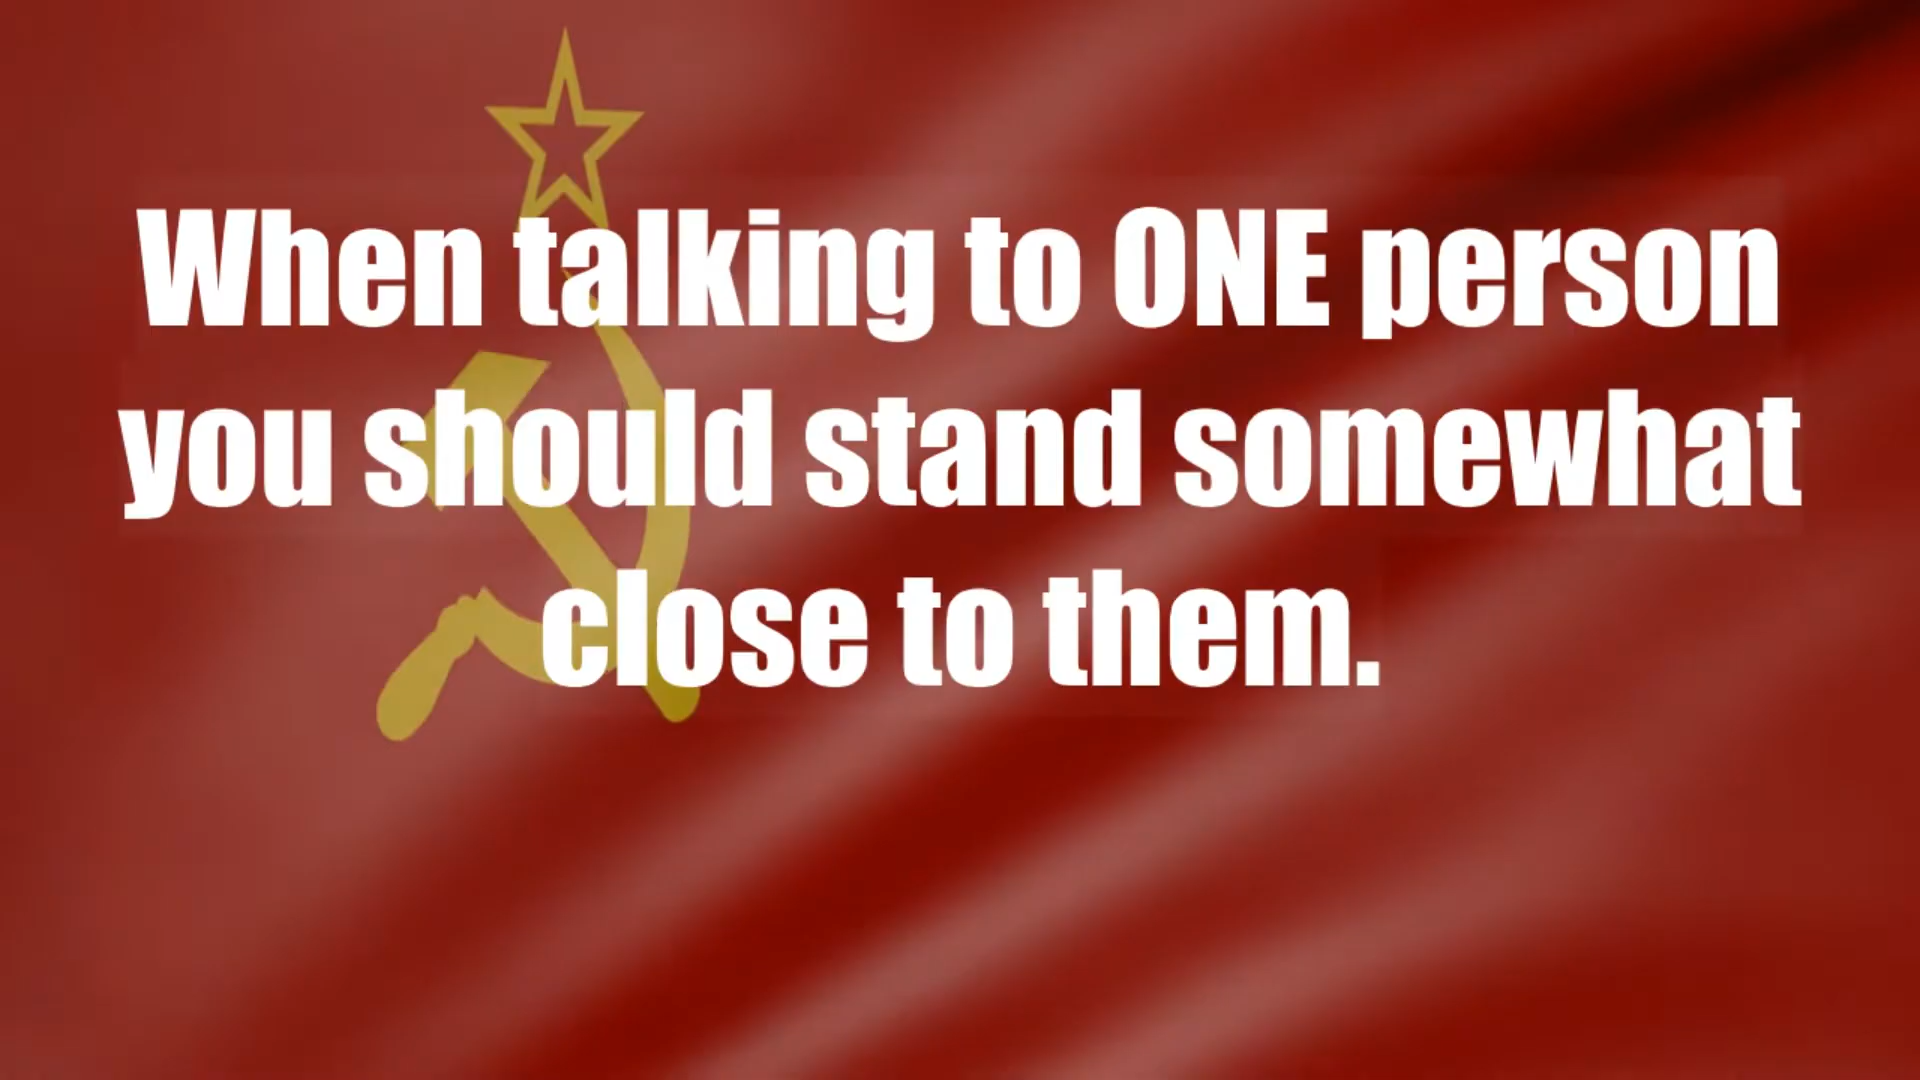 When talking to ONE person
you should stand somewhat
close to them.